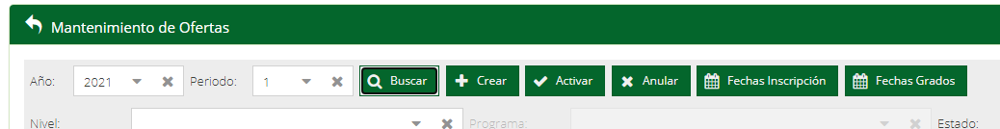 Mantenimiento de Ofertas
Año: 2021 Periodo: 1 Buscar Crear Activar Anular Fechas Inscripción Fechas Grados
Nivel: Programa: Estado: